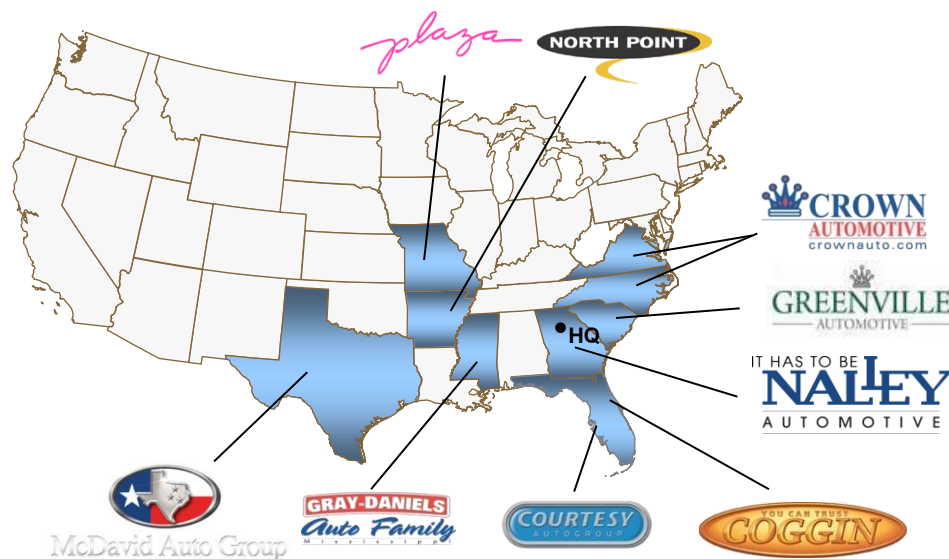 plaza
NORTH POINT
CROWN
AUTOMOTIVE
crownauto.com
GREENVILLE
AUTOMOTIVE
HQ
IT HAS TO BE
NALLEY
AUTOMOTIVE
McDavid Auto Group
GRAY-DANIELS
Auto Family
Mississippi
COURTESY
AUTOGROUP
YOU CAN TRUST
COGGIN